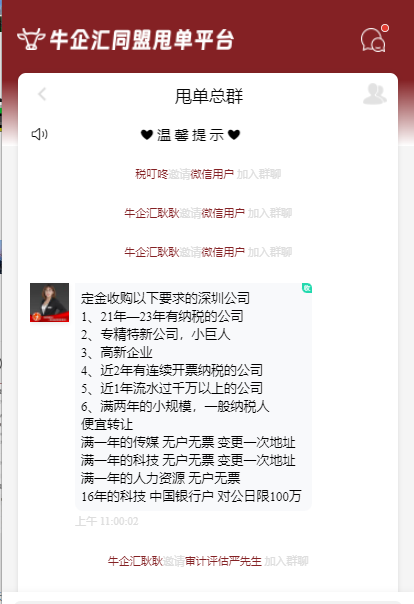 牛企汇同盟甩单平台
甩单总群
温馨提示
税叮咚邀请微信用户 加入群聊
牛企汇耿耿邀请微信用户 加入群聊
牛企汇耿耿邀请微信用户 加入群聊
定金收购以下要求的深圳公司
1、21年—23年有纳税的公司
2、专精特新公司，小巨人
3、高新企业
4、近2年有连续开票纳税的公司
5、近1年流水过千万以上的公司
6、满两年的小规模，一般纳税人
便宜转让
满一年的传媒 无户无票 变更一次地址
满一年的科技 无户无票 变更一次地址
满一年的人力资源 无户无票
16年的科技 中国银行户 对公日限100万
上午 11:00:02
牛企汇耿耿邀请审计评估严先生 加入群聊